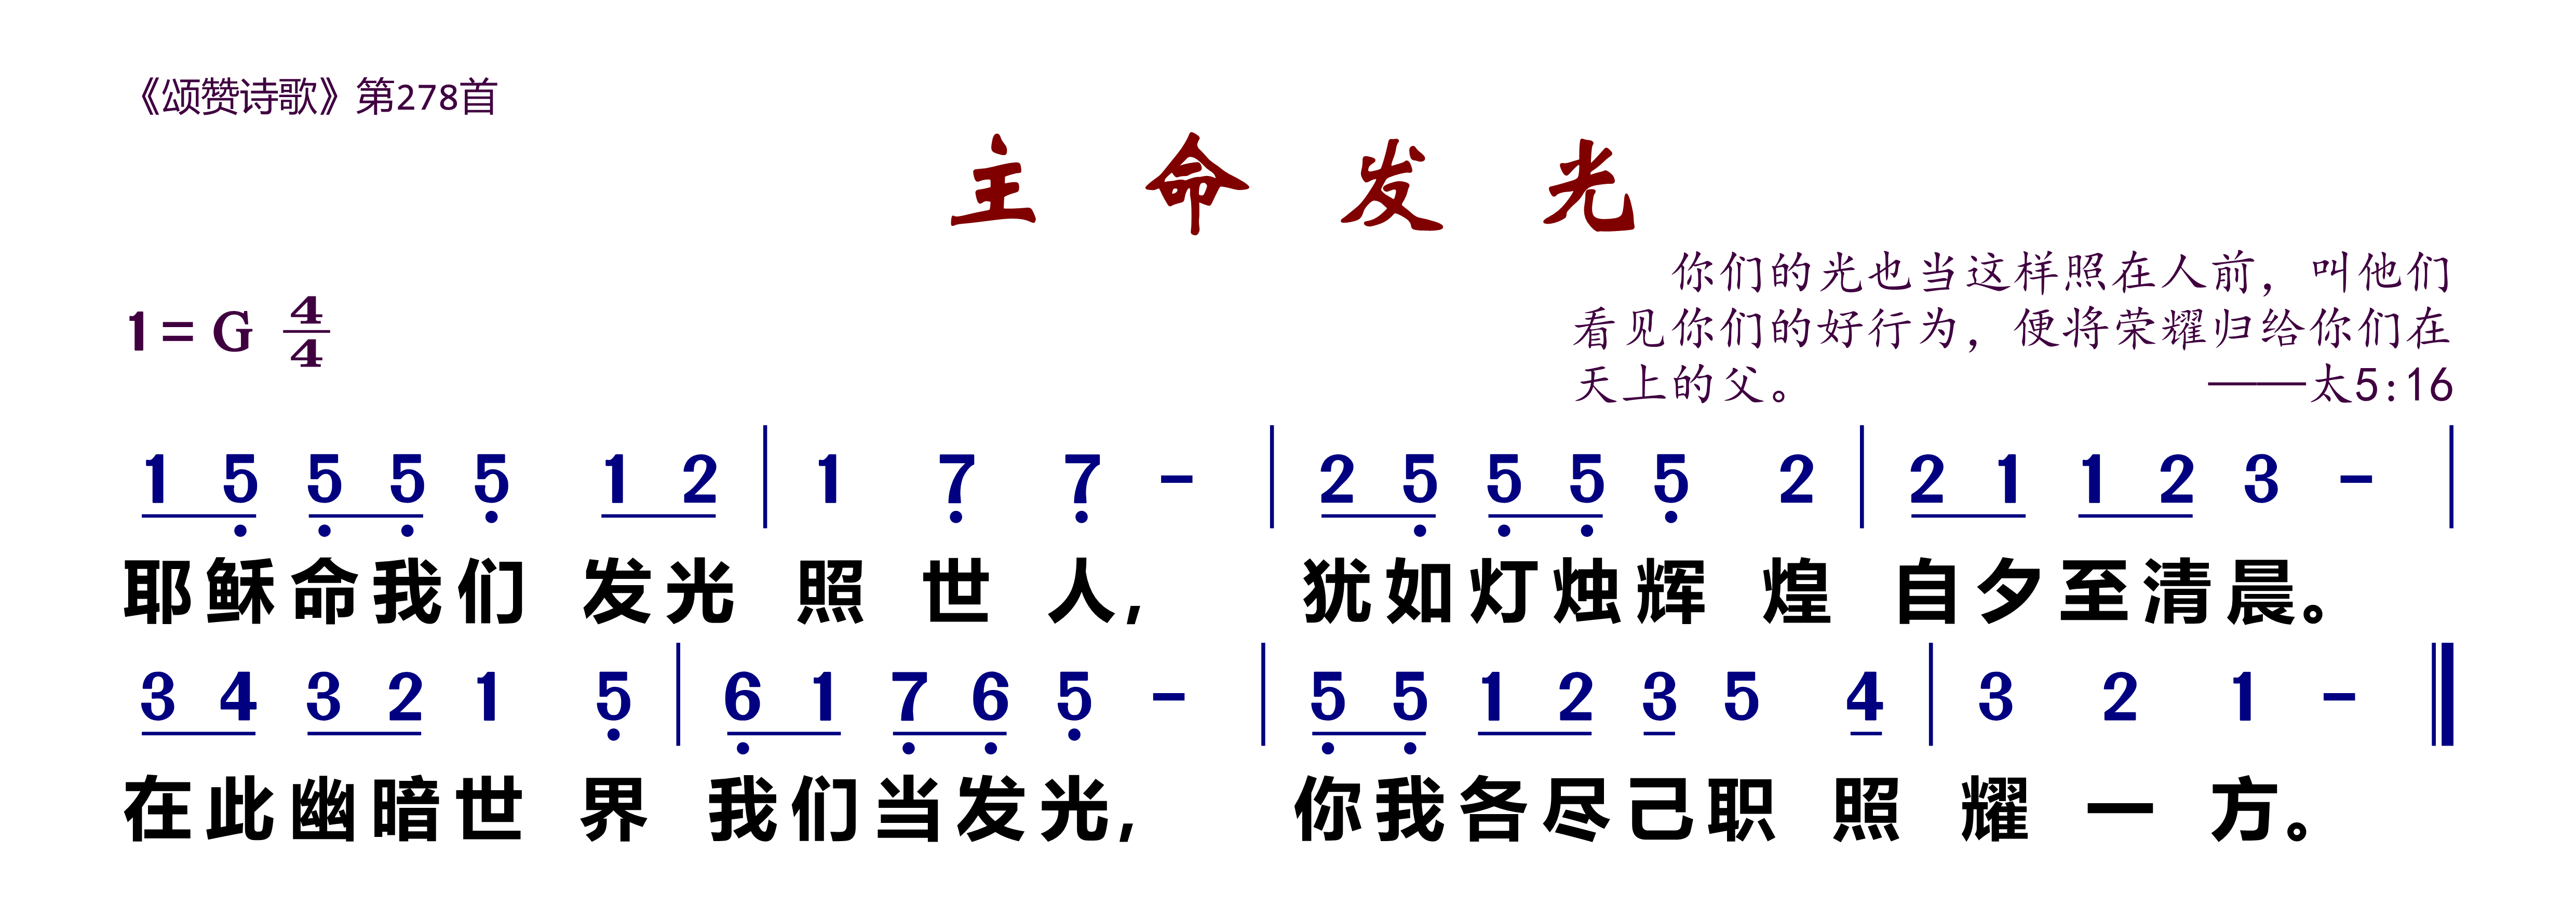 《颂赞诗歌》第278首
主 命 发 光
你们的光也当这样照在人前，叫他们
看见你们的好行为，便将荣耀归给你们在
天上的父。 ——太5:16
1= G 4/4
1 5̣ 5̣ 5̣ 5̣ 1 2 | 1 7̣ 7̣ - | 2 5̣ 5̣ 5̣ 5̣ 2 | 2 1 1 2 3 - |
耶稣命我们 发光 照 世 人， 犹如灯烛辉 煌 自夕至清晨。
3 4 3 2 1 5̣ | 6̣ 1 7̣ 6̣ 5̣ - | 5̣ 5̣ 1 2 3 5 4 | 3 2 1 - ‖
在此幽暗世 界 我们当发光， 你我各尽己职 照 耀 一 方。